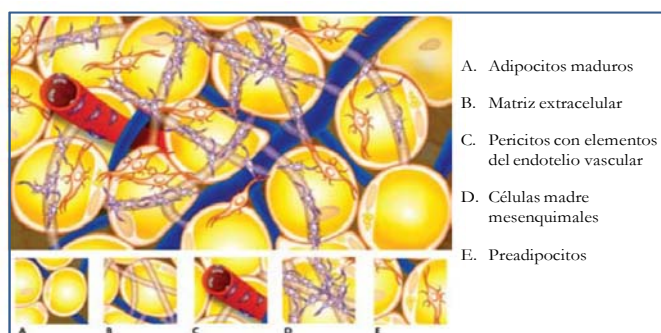 A. Adipocitos maduros
B. Matriz extracelular
C. Pericitos con elementos
del endotelio vascular
D. Células madre
mesenquimales
E. Preadipocitos
A B C D E